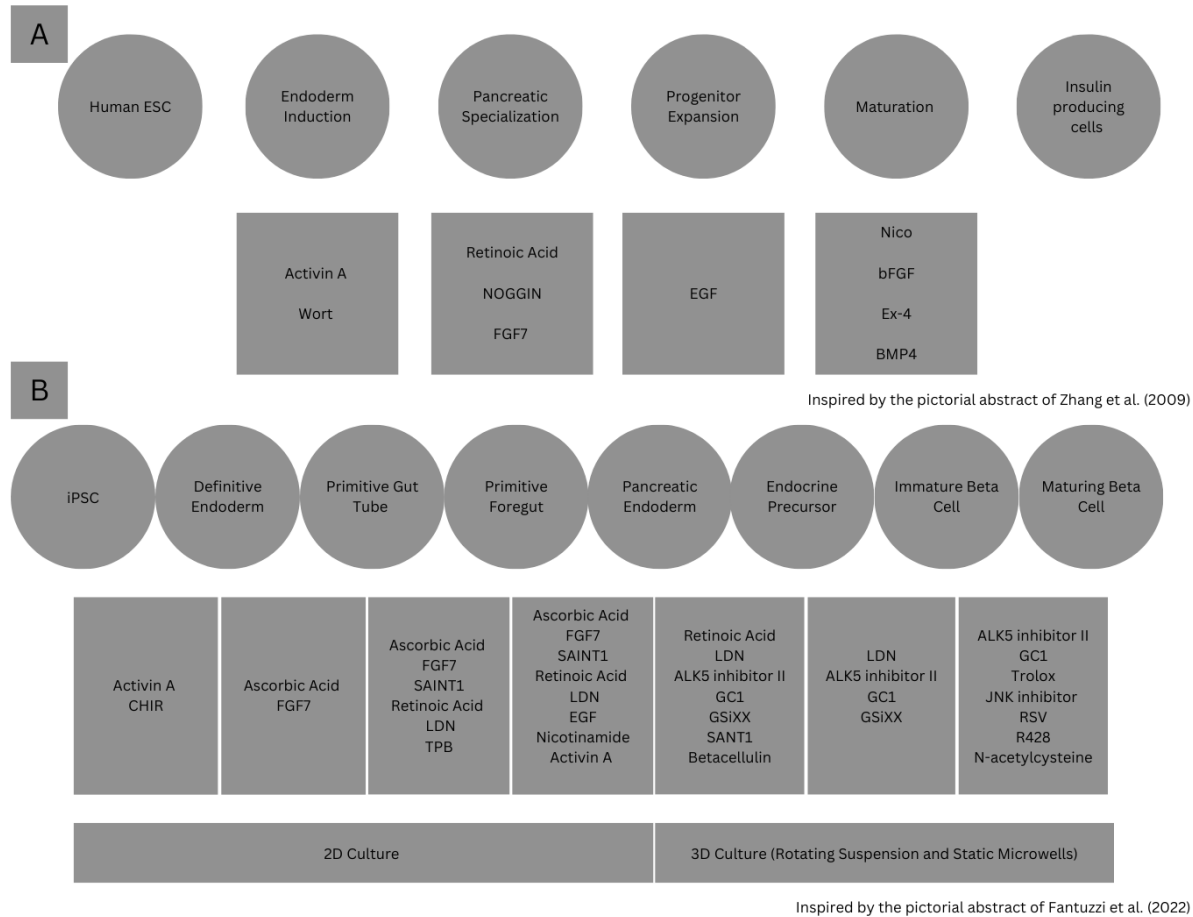 A
Human ESC
Endoderm
Induction
Pancreatic
Specialization
Progenitor
Expansion
Maturation
Insulin
producing
cells
Activin A
Wort
Retinoic Acid
NOGGIN
FGF7
EGF
Nico
bFGF
Ex-4
BMP4
Inspired by the pictorial abstract of Zhang et al. (2009)
B
iPSC
Definitive
Endoderm
Primitive Gut
Tube
Primitive
Foregut
Pancreatic
Endoderm
Endocrine
Precursor
Immature Beta
Cell
Maturing Beta
Cell
Activin A
CHIR
Ascorbic Acid
FGF7
Ascorbic Acid
FGF7
SAINT1
Retinoic Acid
LDN
TPB
Ascorbic Acid
FGF7
SAINT1
Retinoic Acid
LDN
EGF
Nicotinamide
Activin A
Retinoic Acid
LDN
ALK5 inhibitor II
GC1
GSiXX
SANT1
Betacellulin
LDN
ALK5 inhibitor II
GC1
GSiXX
ALK5 inhibitor II
GC1
Trolox
JNK inhibitor
RSV
R428
N-acetylcysteine
2D Culture
3D Culture (Rotating Suspension and Static Microwells)
Inspired by the pictorial abstract of Fantuzzi et al. (2022)